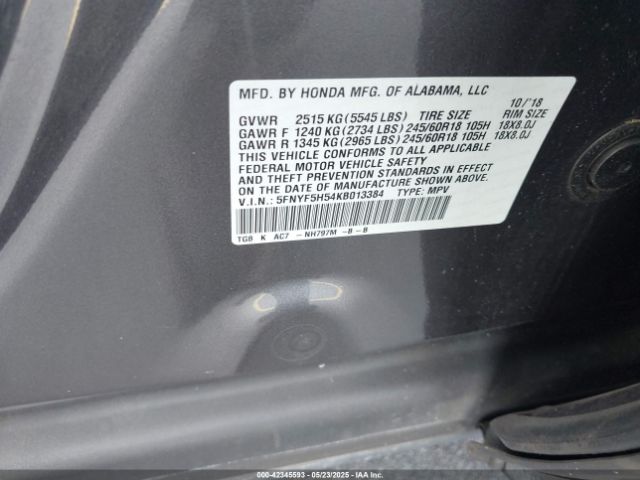 MFD. BY HONDA MFG. OF ALABAMA, LLC 10/'18
GVWR 2515 KG (5545 LBS) TIRE SIZE RIM SIZE
GAWR F 1240 KG (2734 LBS) 245/60R18 105H 18X8.0J
GAWR R 1345 KG (2965 LBS) 245/60R18 105H 18X8.0J
THIS VEHICLE CONFORMS TO ALL APPLICABLE
FEDERAL MOTOR VEHICLE SAFETY
AND THEFT PREVENTION STANDARDS IN EFFECT
ON THE DATE OF MANUFACTURE SHOWN ABOVE.
V.I.N.: 5FNYF5H54KB013384 TYPE: MPV
TGB K AC7 -NH797M -B -B
000-42345593 - 05/23/2025 - IAAI. COM